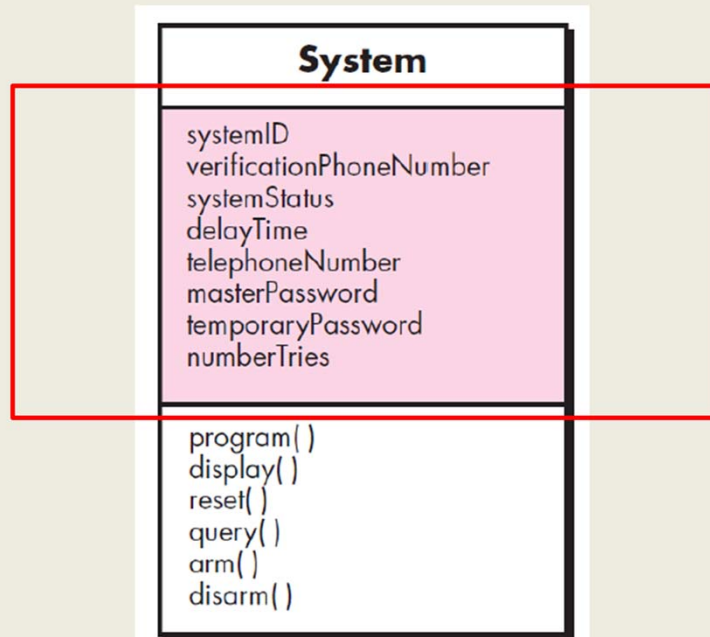 System
systemID
verificationPhoneNumber
systemStatus
delayTime
telephoneNumber
masterPassword
temporaryPassword
numberTries
program( )
display( )
reset( )
query( )
arm( )
disarm( )